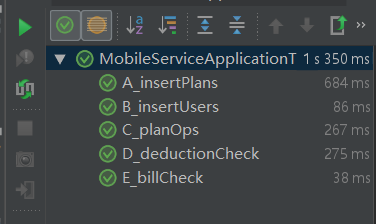 MobileServiceApplicationT 1 s 350 ms
A_insertPlans 684 ms
B_insertUsers 86 ms
C_planOps 267 ms
D_deductionCheck 275 ms
E_billCheck 38 ms